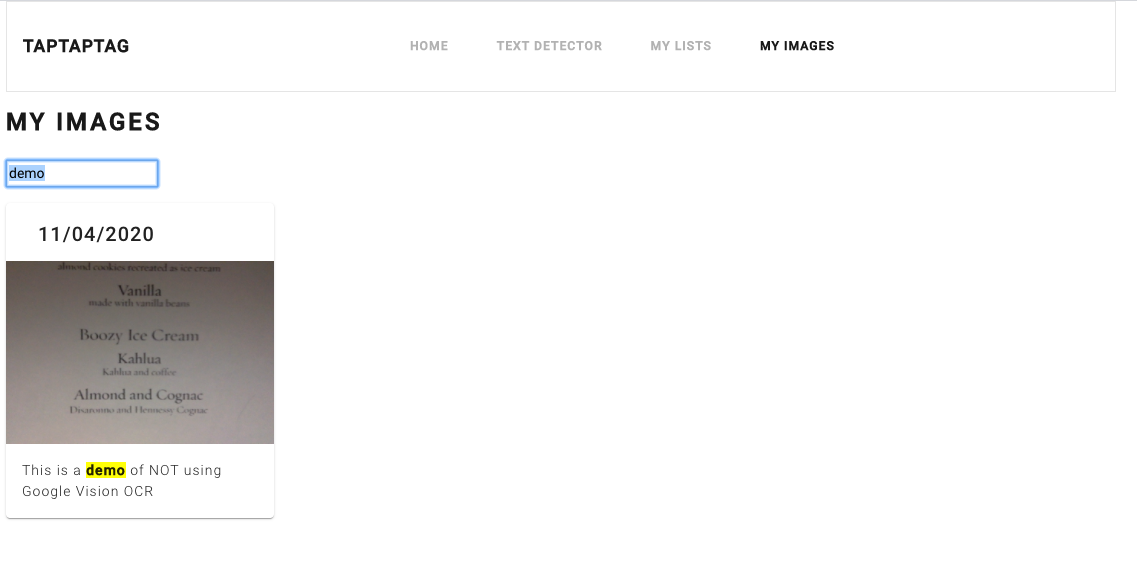 TAPTAPTAG
HOME
TEXT DETECTOR
MY LISTS
MY IMAGES
MY IMAGES
demo
11/04/2020
almond cookies recreated as ice cream
Vanilla
made with vanilla beans
Boozy Ice Cream
Kahlua
Kahlua and coffee
Almond and Cognac
Disaronno and Hennessy Cognac
This is a demo of NOT using
Google Vision OCR